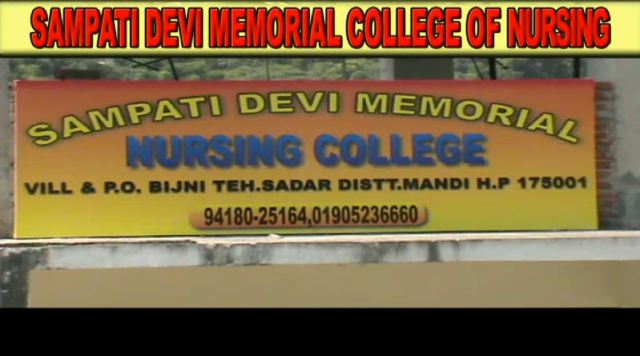 SAMPATI DEVI MEMORIAL COLLEGE OF NURSING
SAMPATI DEVI MEMORIAL
NURSING COLLEGE
VILL & P.O. BIJNI TEH.SADAR DISTT.MANDI H.P 175001
94180-25164,01905236660